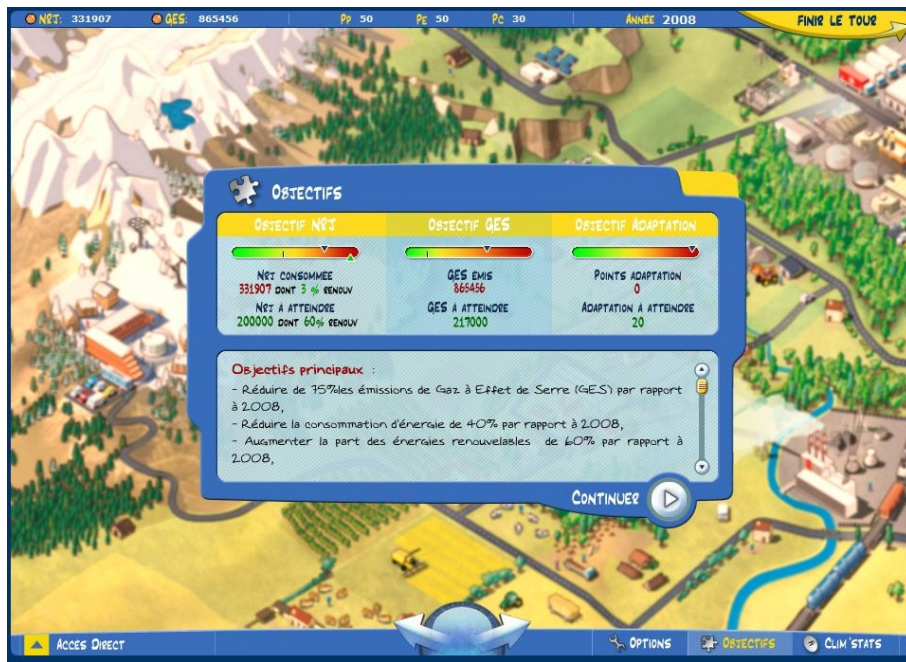 NRJ: 331907 GES: 865456 PP 50 PE 50 PC 30 ANNÉE 2008 FINIR LE TOUR
OBJECTIFS
OBJECTIF NRJ OBJECTIF GES OBJECTIF ADAPTATION
NRJ CONSOMMÉE GES EMIS POINTS ADAPTATION
331907 DONT 3 % RENOUV 865456 0
NRJ A ATTEINDRE GES A ATTEINDRE ADAPTATION A ATTEINDRE
200000 DONT 60% RENOUV 217000 20
Objectifs principaux :
- Réduire de 75%des émissions de Gaz à Effet de Serre (GES) par rapport
à 2008,
- Réduire la consommation d'énergie de 40% par rapport à 2008,
- Augmenter la part des énergies renouvelables de 60% par rapport à
2008,
CONTINUER
ACCÈS DIRECT OPTIONS OBJECTIFS CLIM'STATS